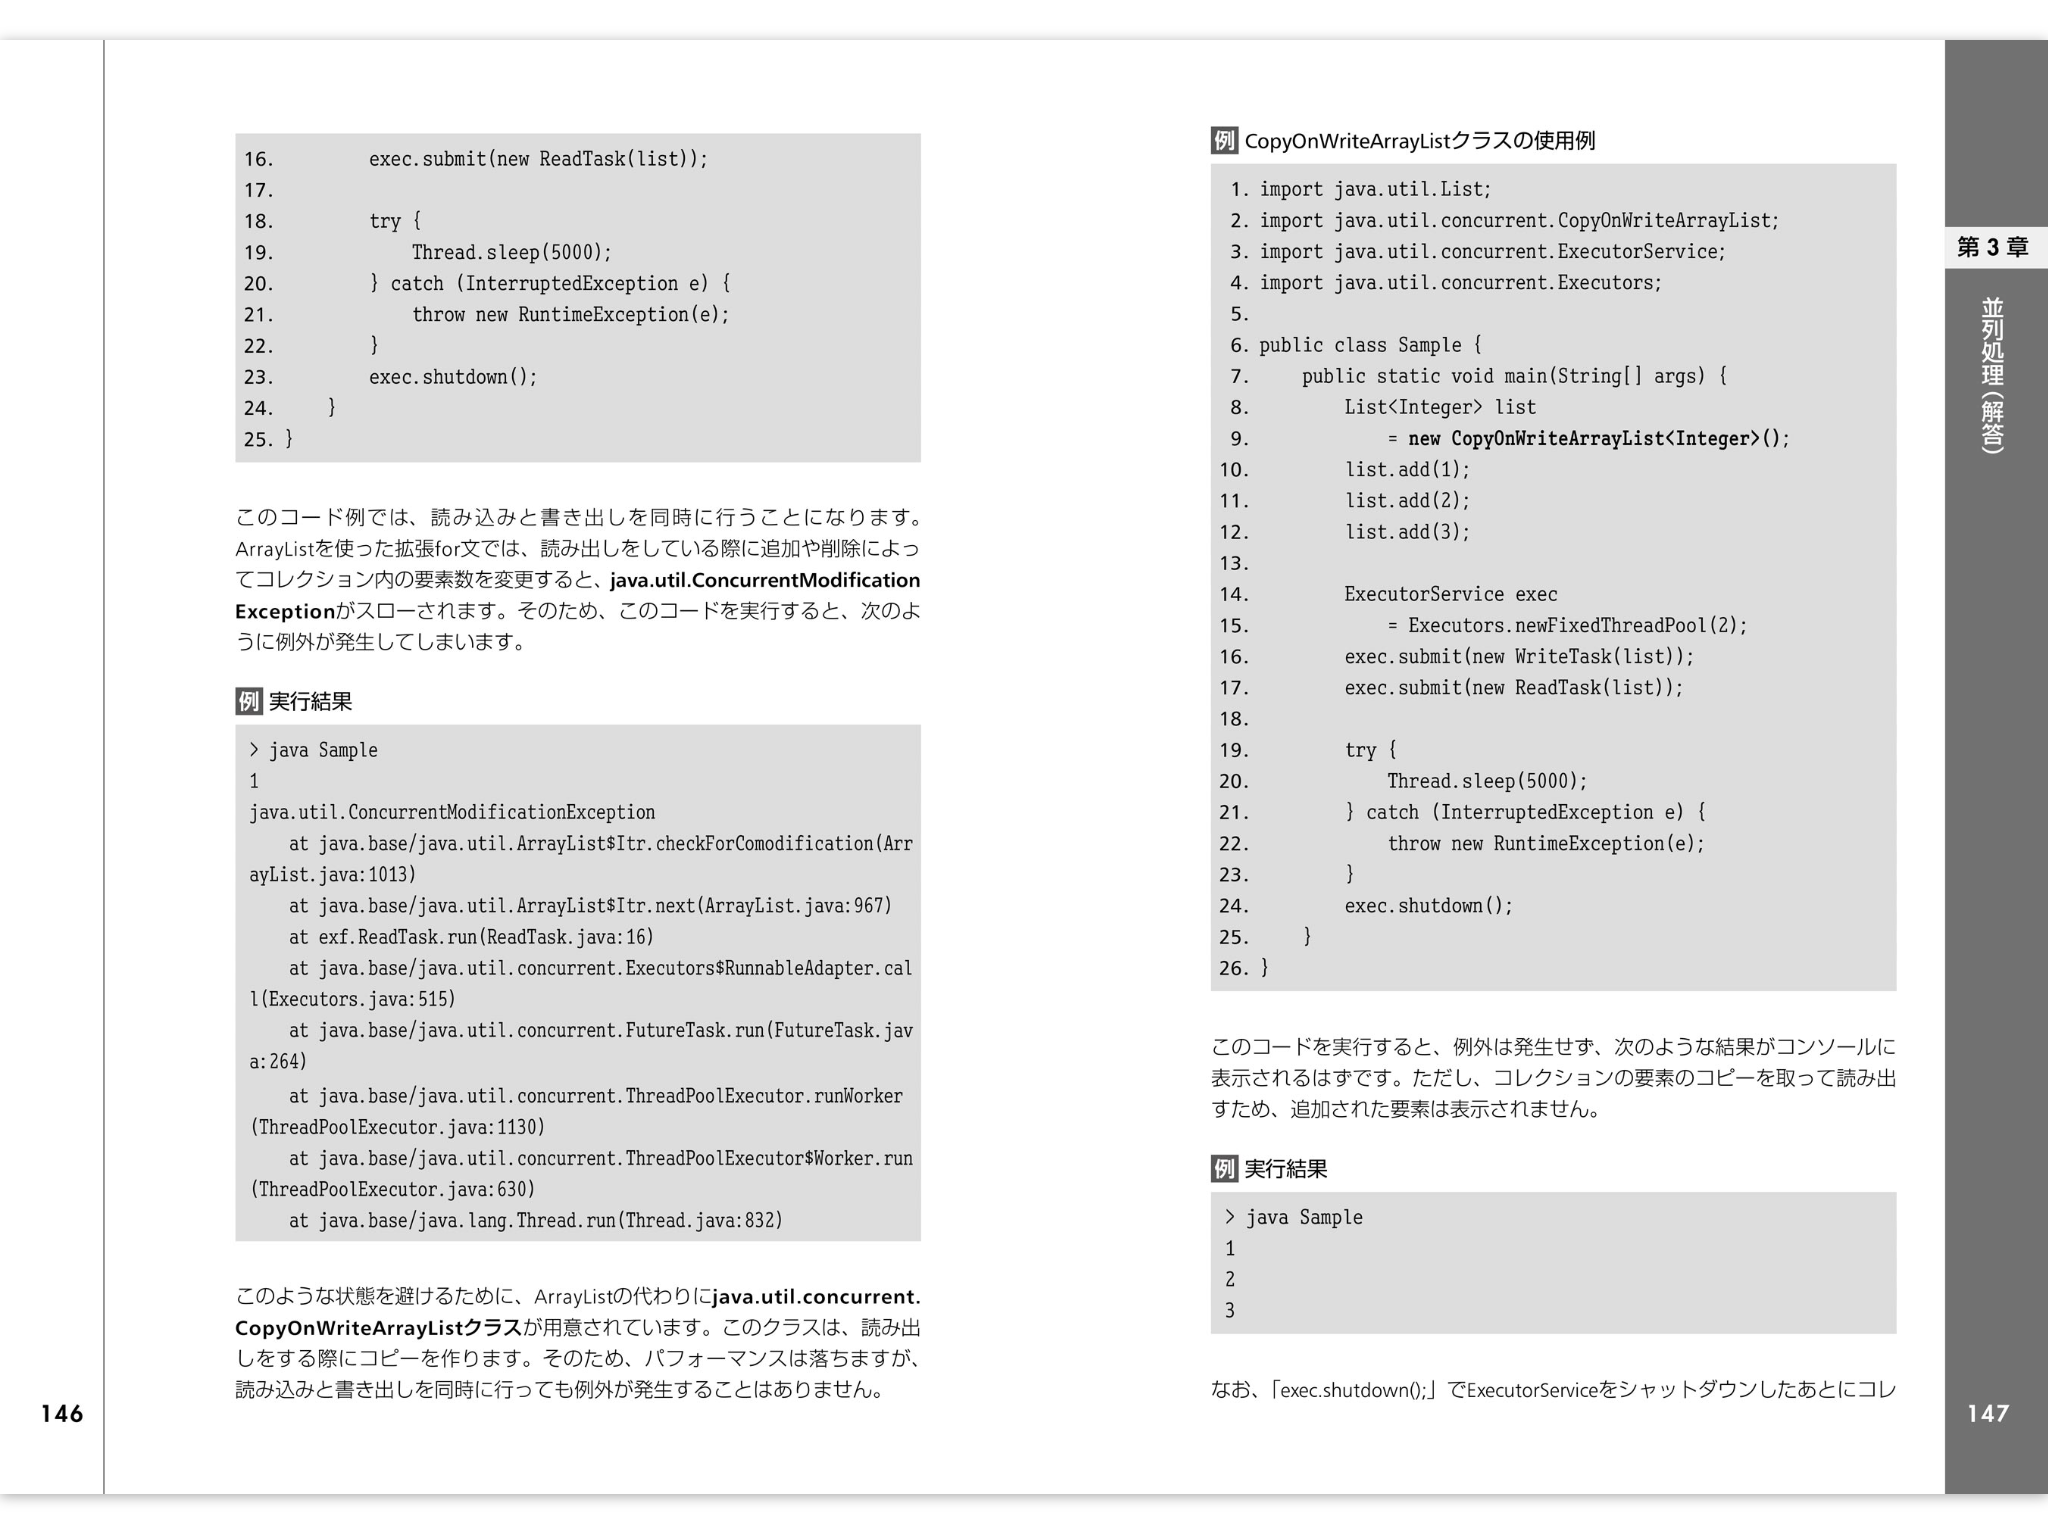 16.         exec.submit(new ReadTask(list));
17.
18.         try {
19.             Thread.sleep(5000);
20.         } catch (InterruptedException e) {
21.             throw new RuntimeException(e);
22.         }
23.         exec.shutdown();
24.     }
25. }
このコード例では、読み込みと書き出しを同時に行うことになります。
ArrayListを使った拡張for文では、読み出しをしている際に追加や削除によっ
てコレクション内の要素数を変更すると、java.util.ConcurrentModification
Exceptionがスローされます。そのため、このコードを実行すると、次のよ
うに例外が発生してしまいます。
例 実行結果
> java Sample
1
java.util.ConcurrentModificationException
    at java.base/java.util.ArrayList$Itr.checkForComodification(Arr
ayList.java:1013)
    at java.base/java.util.ArrayList$Itr.next(ArrayList.java:967)
    at exf.ReadTask.run(ReadTask.java:16)
    at java.base/java.util.concurrent.Executors$RunnableAdapter.cal
l(Executors.java:515)
    at java.base/java.util.concurrent.FutureTask.run(FutureTask.jav
a:264)
    at java.base/java.util.concurrent.ThreadPoolExecutor.runWorker
(ThreadPoolExecutor.java:1130)
    at java.base/java.util.concurrent.ThreadPoolExecutor$Worker.run
(ThreadPoolExecutor.java:630)
    at java.base/java.lang.Thread.run(Thread.java:832)
このような状態を避けるために、ArrayListの代わりにjava.util.concurrent.
CopyOnWriteArrayListクラスが用意されています。このクラスは、読み出
しをする際にコピーを作ります。そのため、パフォーマンスは落ちますが、
読み込みと書き出しを同時に行っても例外が発生することはありません。
146
例 CopyOnWriteArrayListクラスの使用例
1. import java.util.List;
2. import java.util.concurrent.CopyOnWriteArrayList;
3. import java.util.concurrent.ExecutorService;
4. import java.util.concurrent.Executors;
5.
6. public class Sample {
7.     public static void main(String[] args) {
8.         List<Integer> list
9.             = new CopyOnWriteArrayList<Integer>();
10.         list.add(1);
11.         list.add(2);
12.         list.add(3);
13.
14.         ExecutorService exec
15.             = Executors.newFixedThreadPool(2);
16.         exec.submit(new WriteTask(list));
17.         exec.submit(new ReadTask(list));
18.
19.         try {
20.             Thread.sleep(5000);
21.         } catch (InterruptedException e) {
22.             throw new RuntimeException(e);
23.         }
24.         exec.shutdown();
25.     }
26. }
このコードを実行すると、例外は発生せず、次のような結果がコンソールに
表示されるはずです。ただし、コレクションの要素のコピーを取って読み出
すため、追加された要素は表示されません。
例 実行結果
> java Sample
1
2
3
なお、「exec.shutdown();」でExecutorServiceをシャットダウンしたあとにコレ
第3章
並列処理（解答）
147